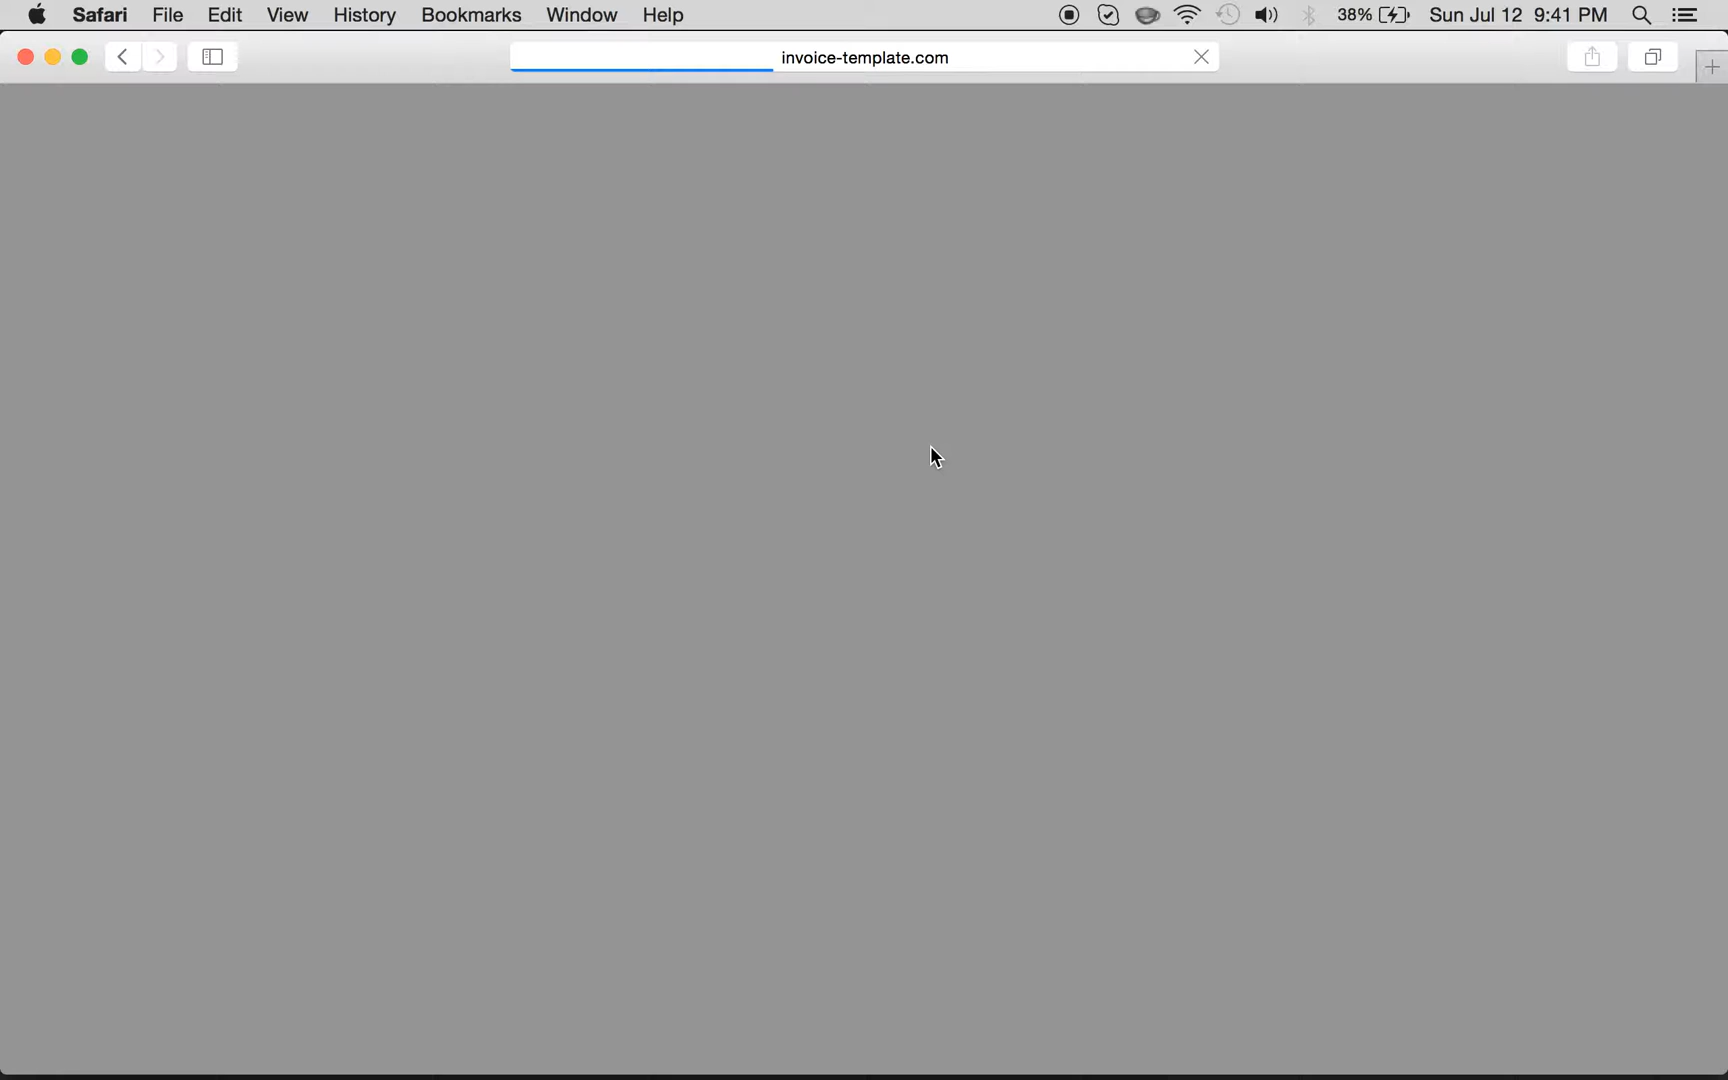 Safari File Edit View History Bookmarks Window Help 38% Sun Jul 12 9:41 PM
invoice-template.com